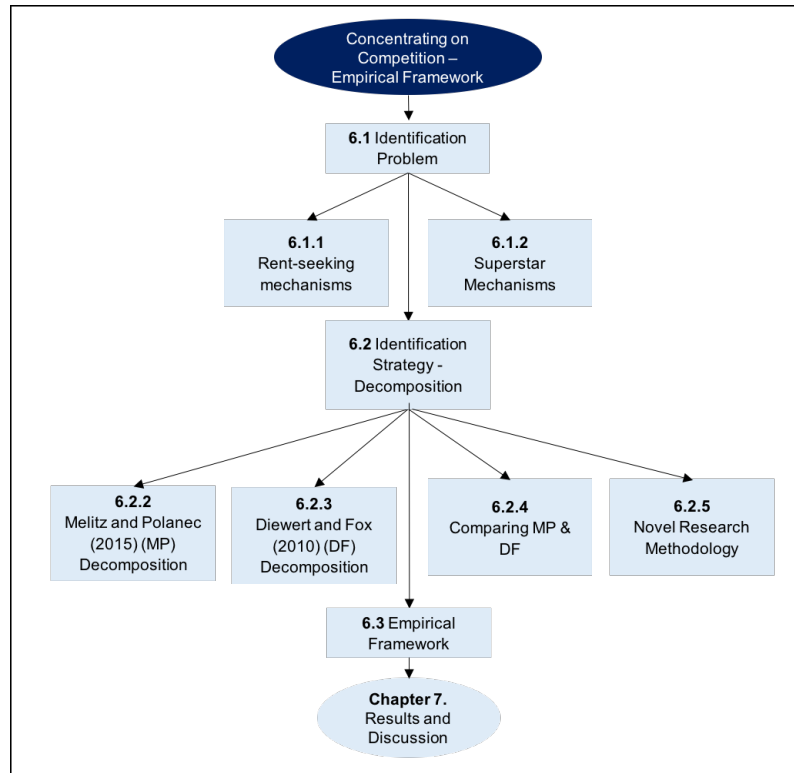 Concentrating on
Competition –
Empirical Framework
6.1 Identification
Problem
6.1.1
Rent-seeking
mechanisms
6.1.2
Superstar
Mechanisms
6.2 Identification
Strategy -
Decomposition
6.2.2
Melitz and Polanec
(2015) (MP)
Decomposition
6.2.3
Diewert and Fox
(2010) (DF)
Decomposition
6.2.4
Comparing MP &
DF
6.2.5
Novel Research
Methodology
6.3 Empirical
Framework
Chapter 7.
Results and
Discussion